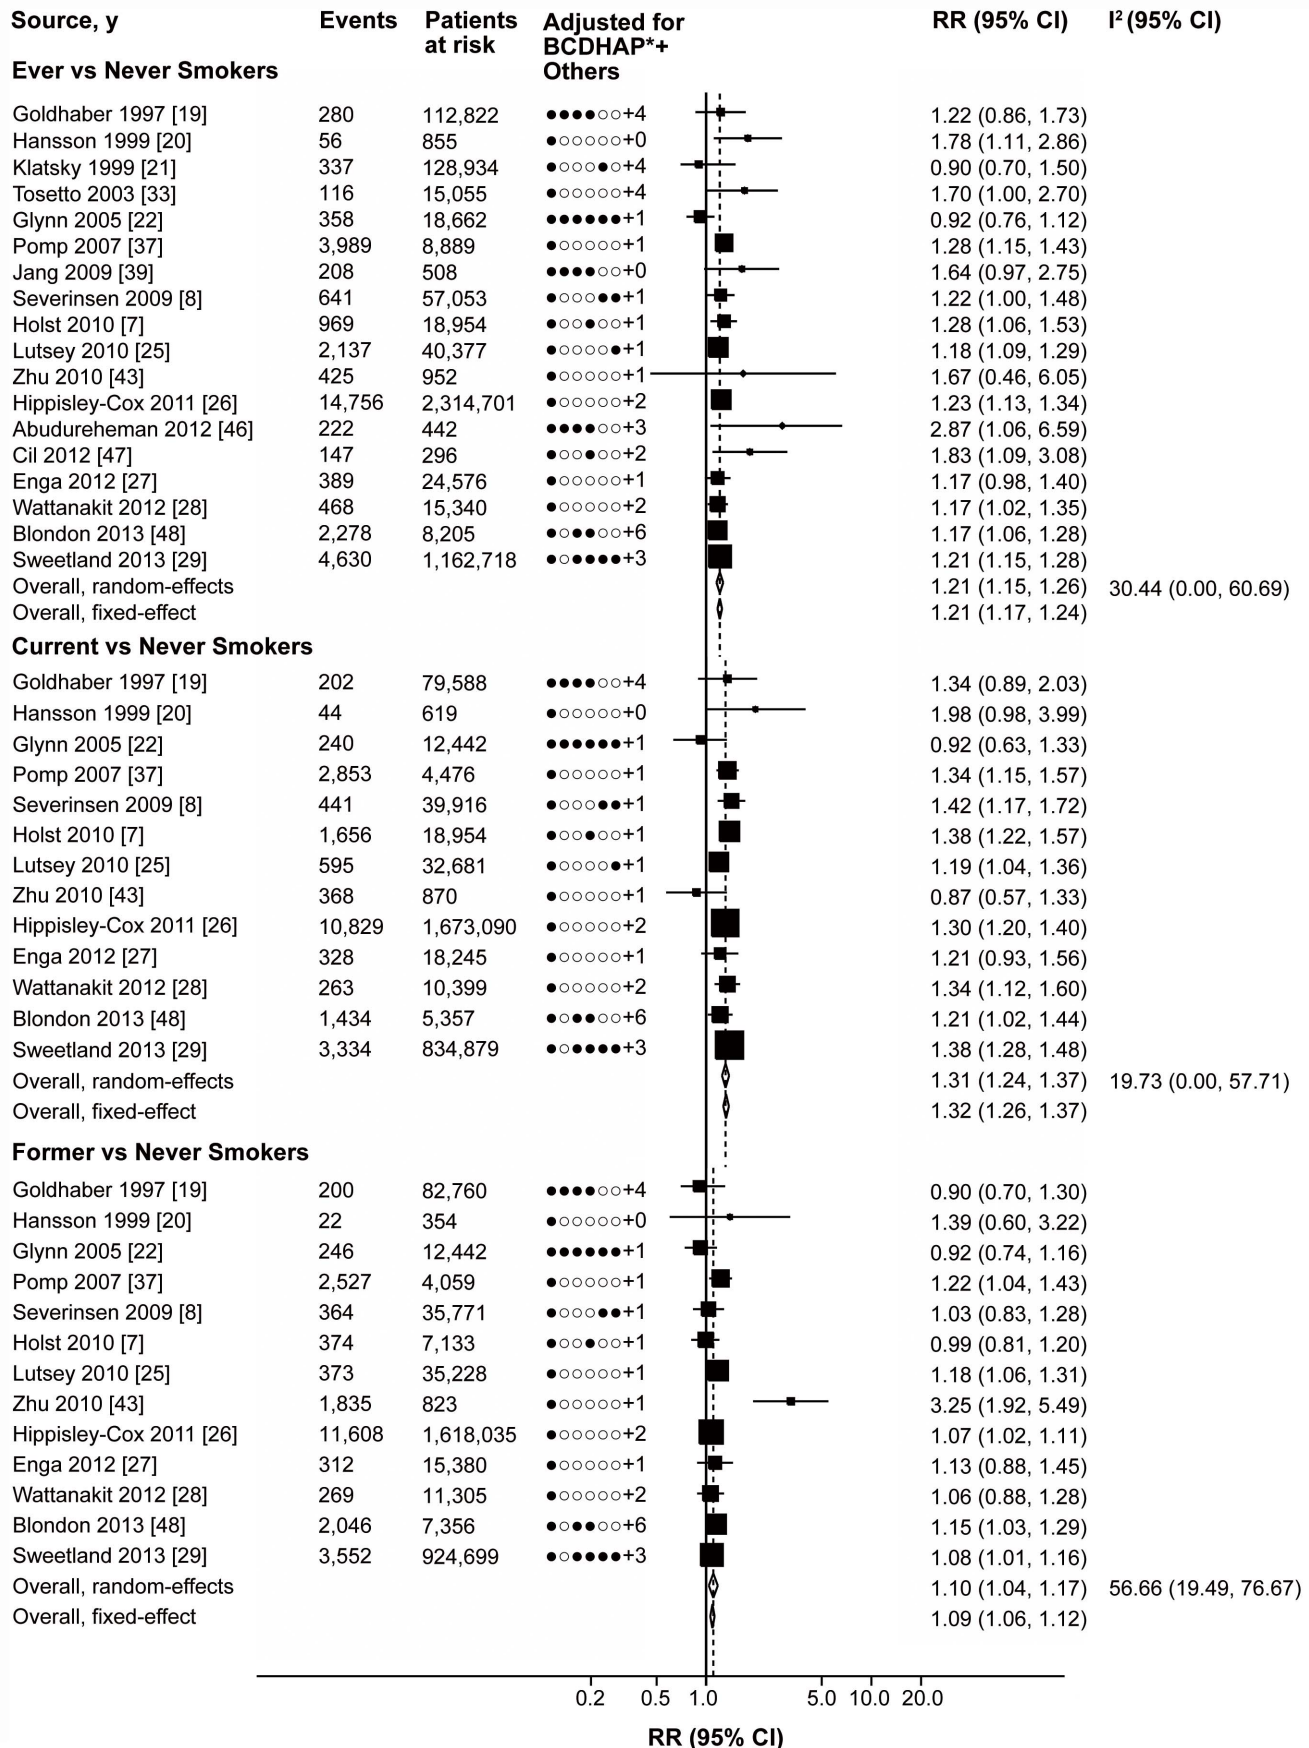 Source, y Events Patients at risk Adjusted for BCDHAP*+ Others RR (95% CI) I² (95% CI)
Ever vs Never Smokers
Goldhaber 1997 [19] 280 112,822 ●●●●○○+4 1.22 (0.86, 1.73)
Hansson 1999 [20] 56 855 ●○○○○○+0 1.78 (1.11, 2.86)
Klatsky 1999 [21] 337 128,934 ●○○○●○+4 0.90 (0.70, 1.50)
Tosetto 2003 [33] 116 15,055 ●○○○○○+4 1.70 (1.00, 2.70)
Glynn 2005 [22] 358 18,662 ●●●●●●+1 0.92 (0.76, 1.12)
Pomp 2007 [37] 3,989 8,889 ●○○○○○+1 1.28 (1.15, 1.43)
Jang 2009 [39] 208 508 ●●●●○○+0 1.64 (0.97, 2.75)
Severinsen 2009 [8] 641 57,053 ●○○○●●+1 1.22 (1.00, 1.48)
Holst 2010 [7] 969 18,954 ●○○●○○+1 1.28 (1.06, 1.53)
Lutsey 2010 [25] 2,137 40,377 ●○○○○●+1 1.18 (1.09, 1.29)
Zhu 2010 [43] 425 952 ●○○○○○+1 1.67 (0.46, 6.05)
Hippisley-Cox 2011 [26] 14,756 2,314,701 ●○○○○○+2 1.23 (1.13, 1.34)
Abudureheman 2012 [46] 222 442 ●●●●○○+3 2.87 (1.06, 6.59)
Cil 2012 [47] 147 296 ●○○●○○+2 1.83 (1.09, 3.08)
Enga 2012 [27] 389 24,576 ●○○○○○+1 1.17 (0.98, 1.40)
Wattanakit 2012 [28] 468 15,340 ●○○○○○+2 1.17 (1.02, 1.35)
Blondon 2013 [48] 2,278 8,205 ●○●●○○+6 1.17 (1.06, 1.28)
Sweetland 2013 [29] 4,630 1,162,718 ●○●●●●+3 1.21 (1.15, 1.28)
Overall, random-effects 1.21 (1.15, 1.26) 30.44 (0.00, 60.69)
Overall, fixed-effect 1.21 (1.17, 1.24)
Current vs Never Smokers
Goldhaber 1997 [19] 202 79,588 ●●●●○○+4 1.34 (0.89, 2.03)
Hansson 1999 [20] 44 619 ●○○○○○+0 1.98 (0.98, 3.99)
Glynn 2005 [22] 240 12,442 ●●●●●●+1 0.92 (0.63, 1.33)
Pomp 2007 [37] 2,853 4,476 ●○○○○○+1 1.34 (1.15, 1.57)
Severinsen 2009 [8] 441 39,916 ●○○○●●+1 1.42 (1.17, 1.72)
Holst 2010 [7] 1,656 18,954 ●○○●○○+1 1.38 (1.22, 1.57)
Lutsey 2010 [25] 595 32,681 ●○○○○●+1 1.19 (1.04, 1.36)
Zhu 2010 [43] 368 870 ●○○○○○+1 0.87 (0.57, 1.33)
Hippisley-Cox 2011 [26] 10,829 1,673,090 ●○○○○○+2 1.30 (1.20, 1.40)
Enga 2012 [27] 328 18,245 ●○○○○○+1 1.21 (0.93, 1.56)
Wattanakit 2012 [28] 263 10,399 ●○○○○○+2 1.34 (1.12, 1.60)
Blondon 2013 [48] 1,434 5,357 ●○●●○○+6 1.21 (1.02, 1.44)
Sweetland 2013 [29] 3,334 834,879 ●○●●●●+3 1.38 (1.28, 1.48)
Overall, random-effects 1.31 (1.24, 1.37) 19.73 (0.00, 57.71)
Overall, fixed-effect 1.32 (1.26, 1.37)
Former vs Never Smokers
Goldhaber 1997 [19] 200 82,760 ●●●●○○+4 0.90 (0.70, 1.30)
Hansson 1999 [20] 22 354 ●○○○○○+0 1.39 (0.60, 3.22)
Glynn 2005 [22] 246 12,442 ●●●●●●+1 0.92 (0.74, 1.16)
Pomp 2007 [37] 2,527 4,059 ●○○○○○+1 1.22 (1.04, 1.43)
Severinsen 2009 [8] 364 35,771 ●○○○●●+1 1.03 (0.83, 1.28)
Holst 2010 [7] 374 7,133 ●○○●○○+1 0.99 (0.81, 1.20)
Lutsey 2010 [25] 373 35,228 ●○○○○○+1 1.18 (1.06, 1.31)
Zhu 2010 [43] 1,835 823 ●○○○○○+1 3.25 (1.92, 5.49)
Hippisley-Cox 2011 [26] 11,608 1,618,035 ●○○○○○+2 1.07 (1.02, 1.11)
Enga 2012 [27] 312 15,380 ●○○○○○+1 1.13 (0.88, 1.45)
Wattanakit 2012 [28] 269 11,305 ●○○○○○+2 1.06 (0.88, 1.28)
Blondon 2013 [48] 2,046 7,356 ●○●●○○+6 1.15 (1.03, 1.29)
Sweetland 2013 [29] 3,552 924,699 ●○●●●●+3 1.08 (1.01, 1.16)
Overall, random-effects 1.10 (1.04, 1.17) 56.66 (19.49, 76.67)
Overall, fixed-effect 1.09 (1.06, 1.12)
0.2 0.5 1.0 5.0 10.0 20.0
RR (95% CI)